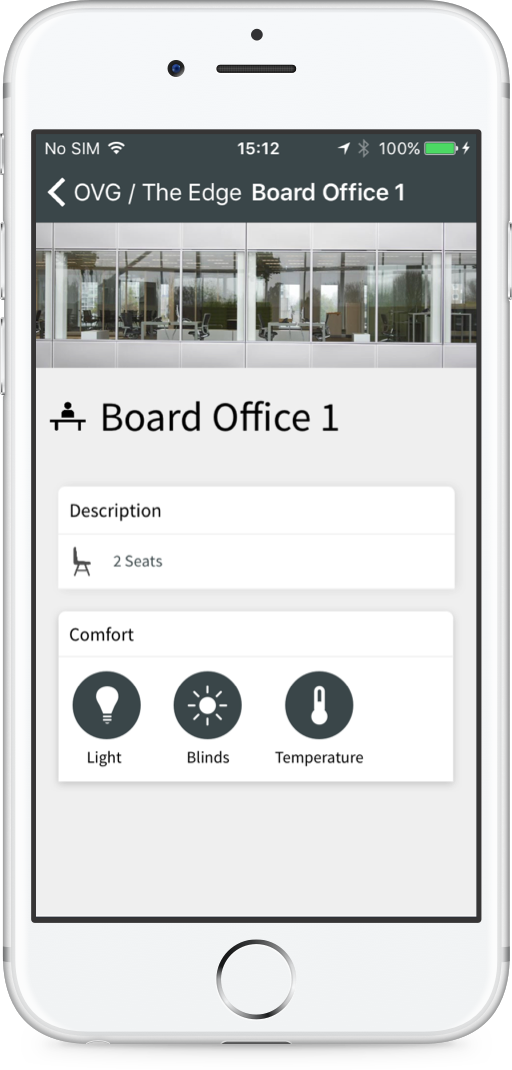 No SIM 15:12 100%
OVG / The Edge Board Office 1
Board Office 1
Description
2 Seats
Comfort
Light Blinds Temperature